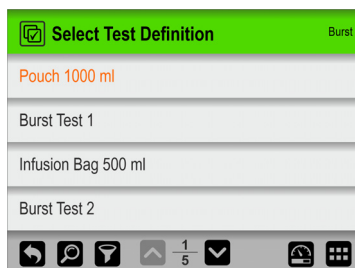 Select Test Definition Burst
Pouch 1000 ml
Burst Test 1
Infusion Bag 500 ml
Burst Test 2
1
5